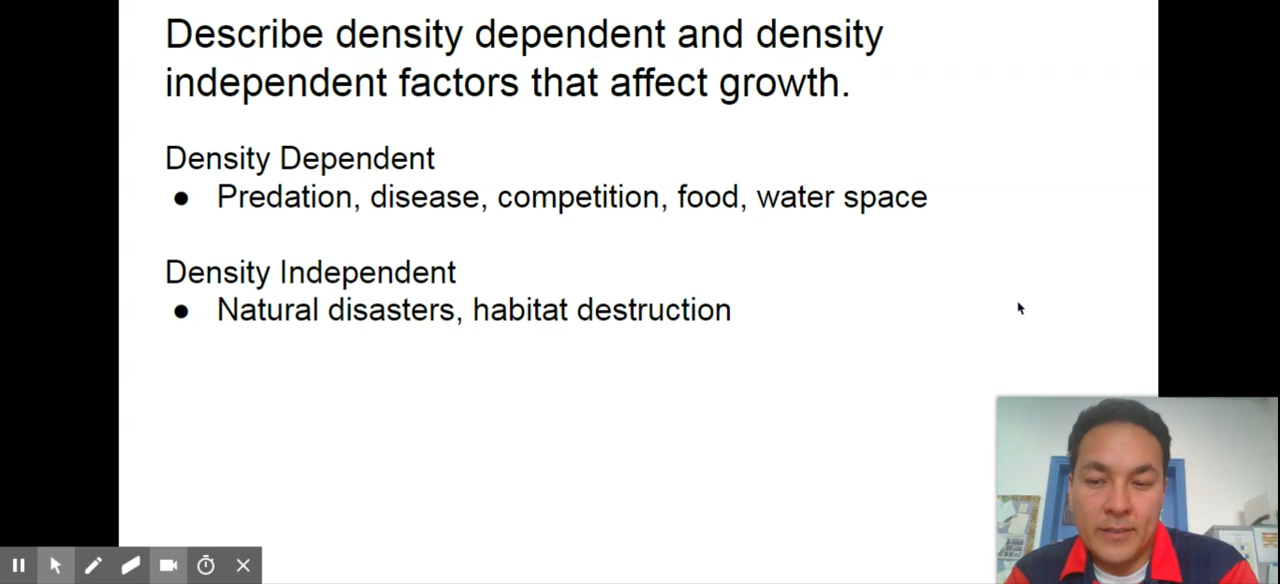 Describe density dependent and density
independent factors that affect growth.
Density Dependent
● Predation, disease, competition, food, water space
Density Independent
● Natural disasters, habitat destruction